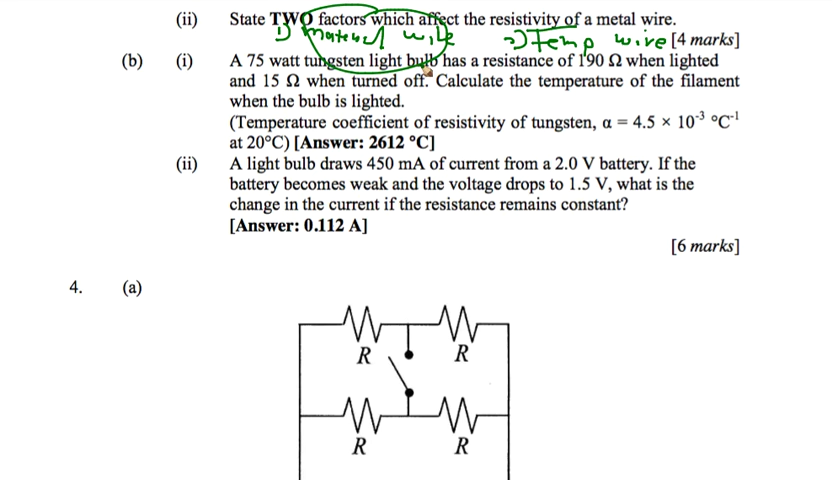 (ii) State TWO factors which affect the resistivity of a metal wire.
1) material wire 2) Temp wire [4 marks]
(b) (i) A 75 watt tungsten light bulb has a resistance of 190 Ω when lighted
and 15 Ω when turned off. Calculate the temperature of the filament
when the bulb is lighted.
(Temperature coefficient of resistivity of tungsten, α = 4.5 × 10⁻³ °C⁻¹
at 20°C) [Answer: 2612 °C]
(ii) A light bulb draws 450 mA of current from a 2.0 V battery. If the
battery becomes weak and the voltage drops to 1.5 V, what is the
change in the current if the resistance remains constant?
[Answer: 0.112 A]
[6 marks]
4. (a)
R R
R R